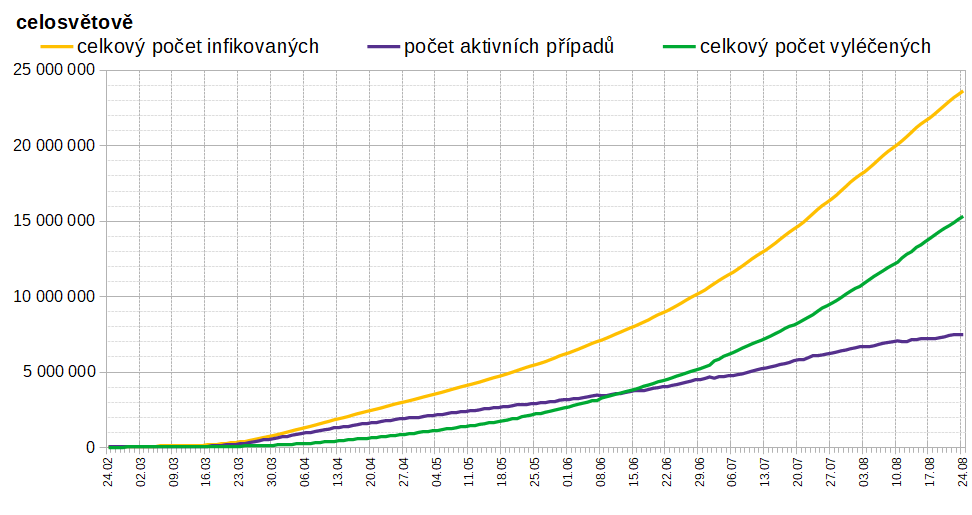 celosvětově
celkový počet infikovaných počet aktivních případů celkový počet vyléčených
25 000 000
20 000 000
15 000 000
10 000 000
5 000 000
0
24.02 02.03 09.03 16.03 23.03 30.03 06.04 13.04 20.04 27.04 04.05 11.05 18.05 25.05 01.06 08.06 15.06 22.06 29.06 06.07 13.07 20.07 27.07 03.08 10.08 17.08 24.08